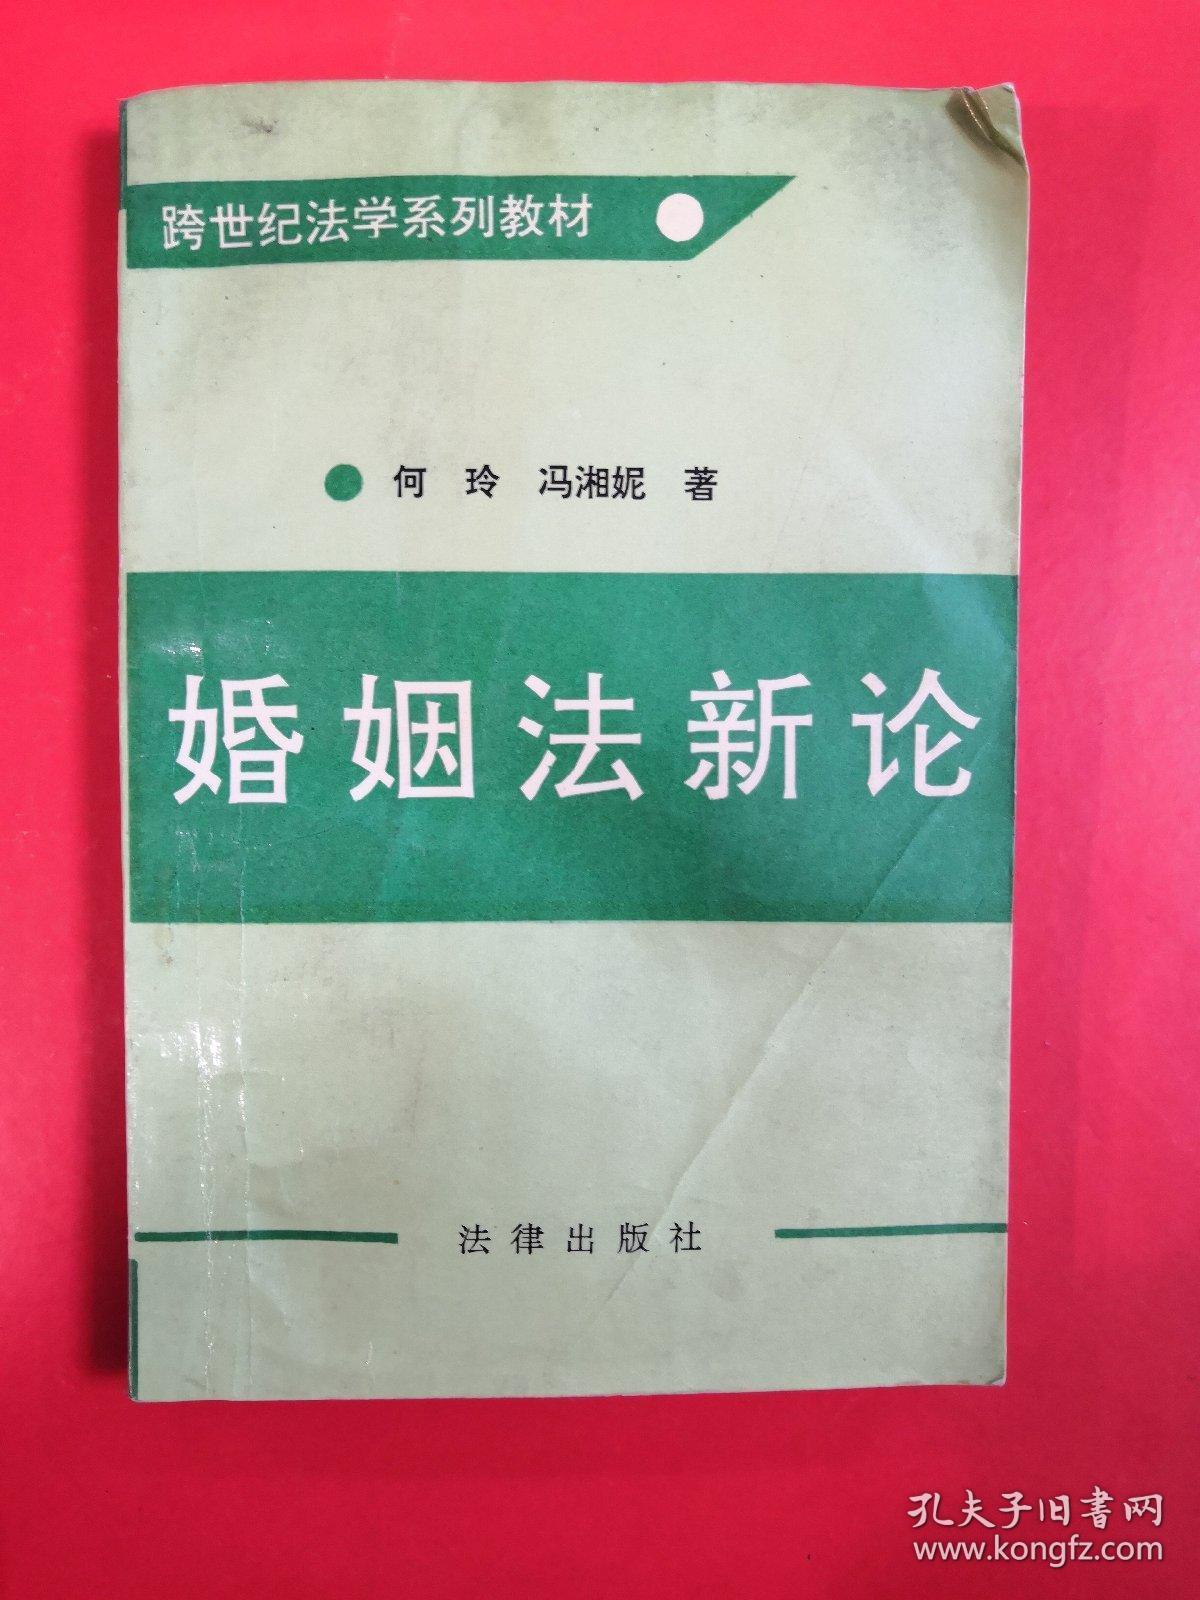 跨世纪法学系列教材
何玲 冯湘妮 著
婚姻法新论
法律出版社
孔夫子旧书网
www.kongfz.com